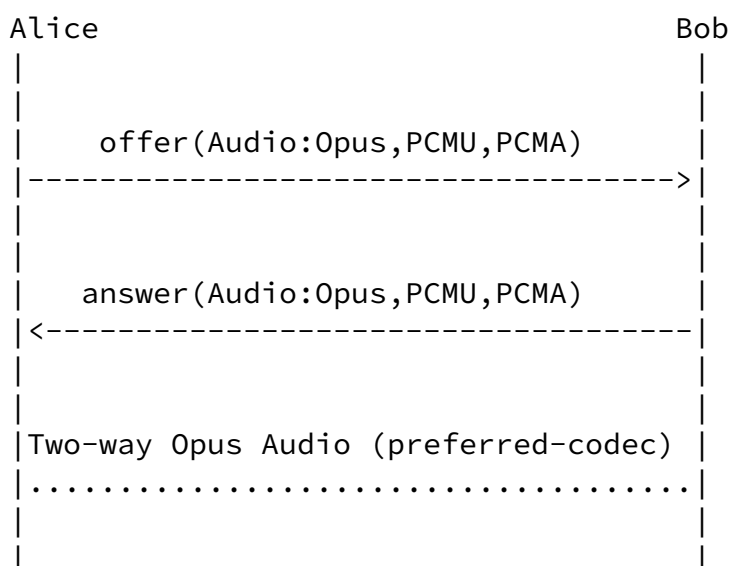 Alice Bob
offer(Audio:Opus,PCMU,PCMA)
answer(Audio:Opus,PCMU,PCMA)
Two-way Opus Audio (preferred-codec)